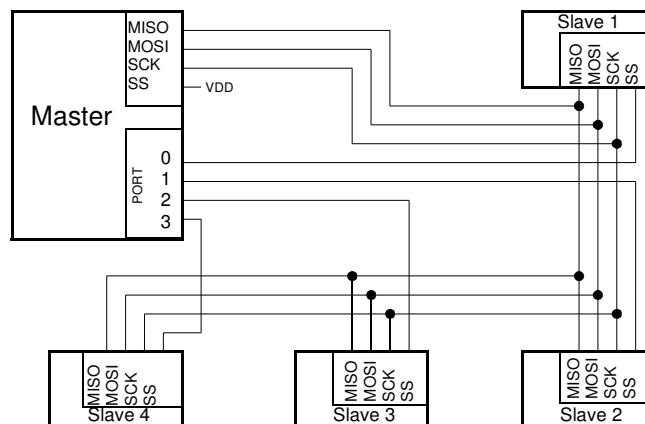 MISO
MOSI
SCK
SS
VDD
Master
PORT
0
1
2
3
Slave 1
MISO
MOSI
SCK
SS
MISO
MOSI
SCK
SS
Slave 4
MISO
MOSI
SCK
SS
Slave 3
MISO
MOSI
SCK
SS
Slave 2